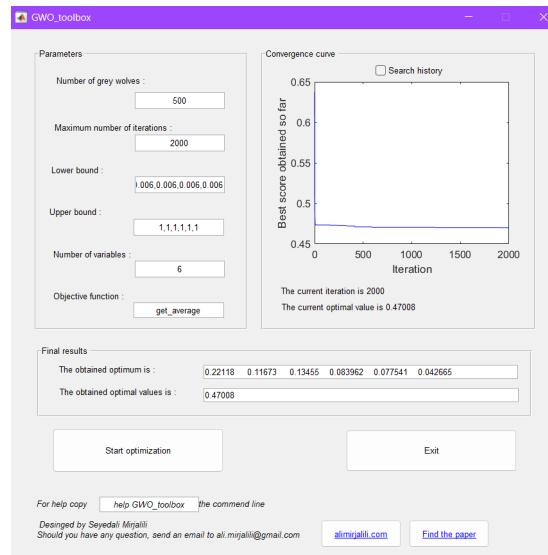 GWO_toolbox
Parameters
Number of grey wolves :
500
Maximum number of iterations :
2000
Lower bound :
0.006,0.006,0.006,0.006
Upper bound :
1,1,1,1,1,1
Number of variables :
6
Objective function :
get_average
Convergence curve
Search history
Best score obtained so far
0.65
0.6
0.55
0.5
0.45
0 500 1000 1500 2000
Iteration
The current iteration is 2000
The current optimal value is 0.47008
Final results
The obtained optimum is :
0.22118 0.11673 0.13455 0.083962 0.077541 0.042665
The obtained optimal values is :
0.47008
Start optimization
Exit
For help copy help GWO_toolbox the commend line
Desinged by Seyedali Mirjalili
Should you have any question, send an email to ali.mirjalili@gmail.com
alimirjalili.com
Find the paper